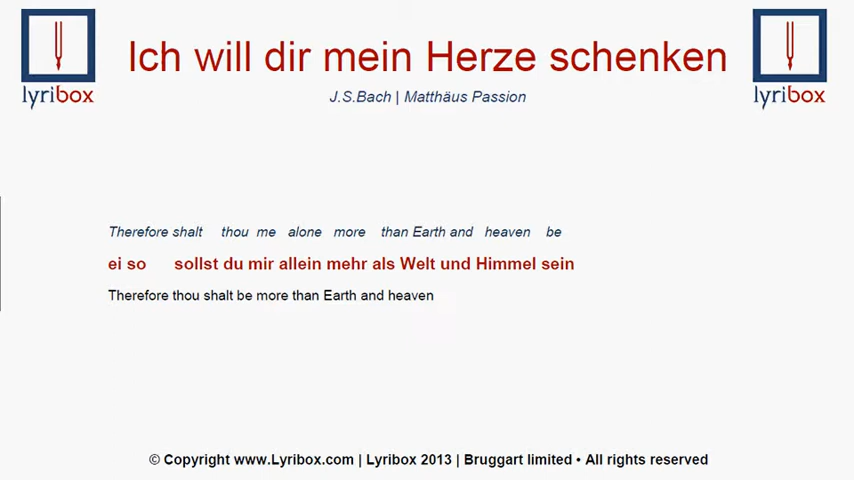 Ich will dir mein Herze schenken
lyribox
lyribox
J.S.Bach | Matthäus Passion
Therefore shalt thou me alone more than Earth and heaven be
ei so sollst du mir allein mehr als Welt und Himmel sein
Therefore thou shalt be more than Earth and heaven
© Copyright www.Lyribox.com | Lyribox 2013 | Bruggart limited • All rights reserved